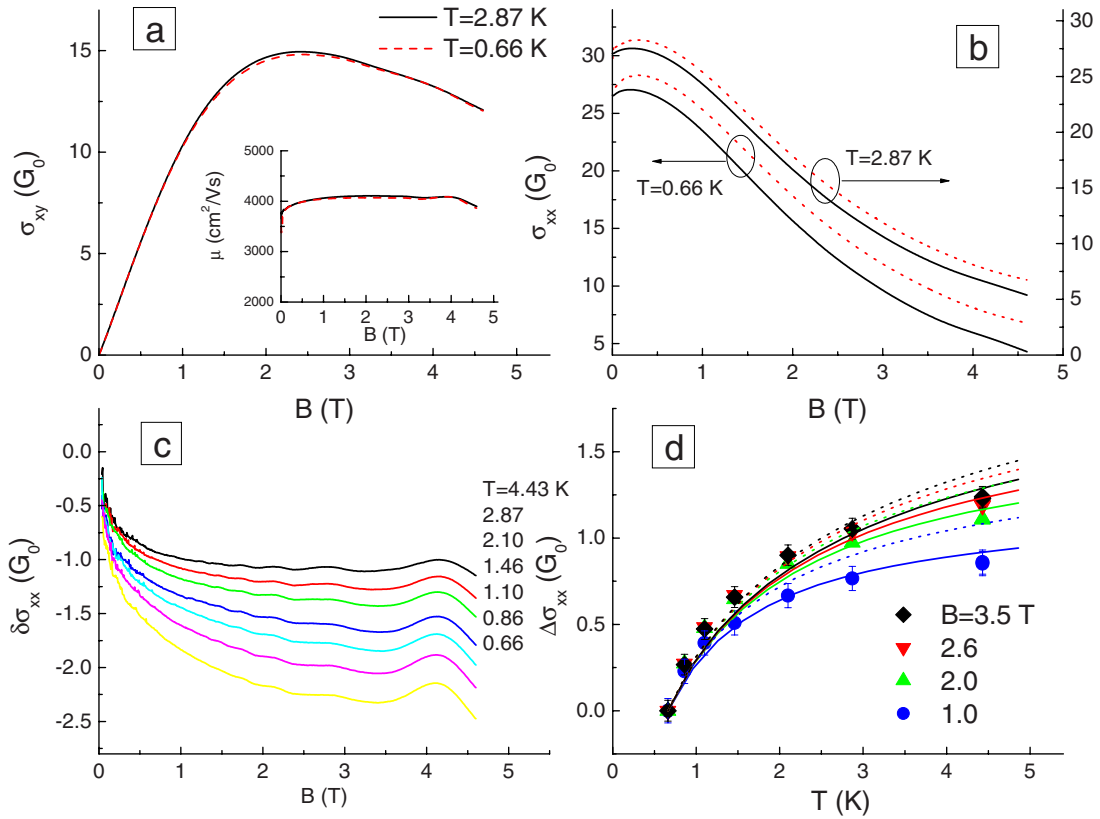 a
T=2.87 K
T=0.66 K
15
10
5
0
σxy (G0)
0 1 2 3 4 5
B (T)
5000
4000
3000
2000
μ (cm²/Vs)
0 1 2 3 4 5
B (T)
b
30
25
20
15
10
5
σxx (G0)
30
25
20
15
10
5
0
T=2.87 K
T=0.66 K
0 1 2 3 4 5
B (T)
c
0.0
-0.5
-1.0
-1.5
-2.0
-2.5
δσxx (G0)
T=4.43 K
2.87
2.10
1.46
1.10
0.86
0.66
0 1 2 3 4 5
B (T)
d
1.5
1.0
0.5
0.0
Δσxx (G0)
B=3.5 T
2.6
2.0
1.0
0 1 2 3 4 5
T (K)